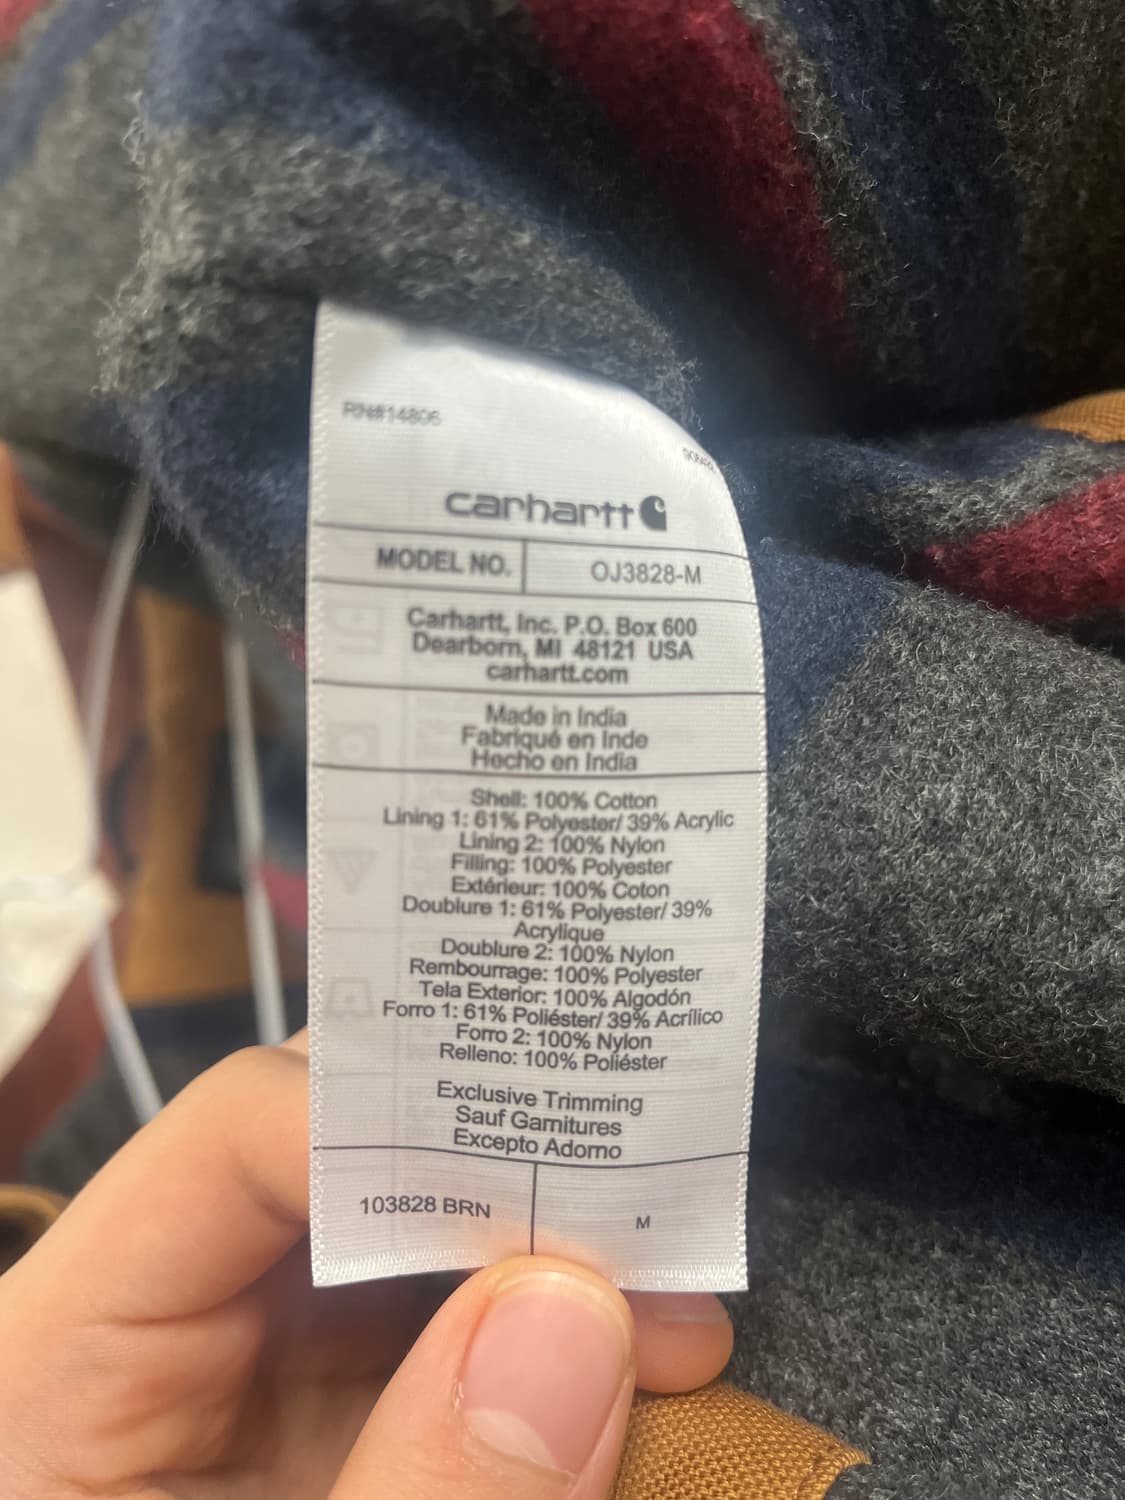 RN#14806
carhartt
MODEL NO. OJ3828-M
Carhartt, Inc. P.O. Box 600
Dearborn, MI 48121 USA
carhartt.com
Made in India
Fabriqué en Inde
Hecho en India
Shell: 100% Cotton
Lining 1: 61% Polyester/ 39% Acrylic
Lining 2: 100% Nylon
Filling: 100% Polyester
Extérieur: 100% Coton
Doublure 1: 61% Polyester/ 39%
Acrylique
Doublure 2: 100% Nylon
Rembourrage: 100% Polyester
Tela Exterior: 100% Algodón
Forro 1: 61% Poliéster/ 39% Acrílico
Forro 2: 100% Nylon
Relleno: 100% Poliéster
Exclusive Trimming
Sauf Garnitures
Excepto Adorno
103828 BRN M